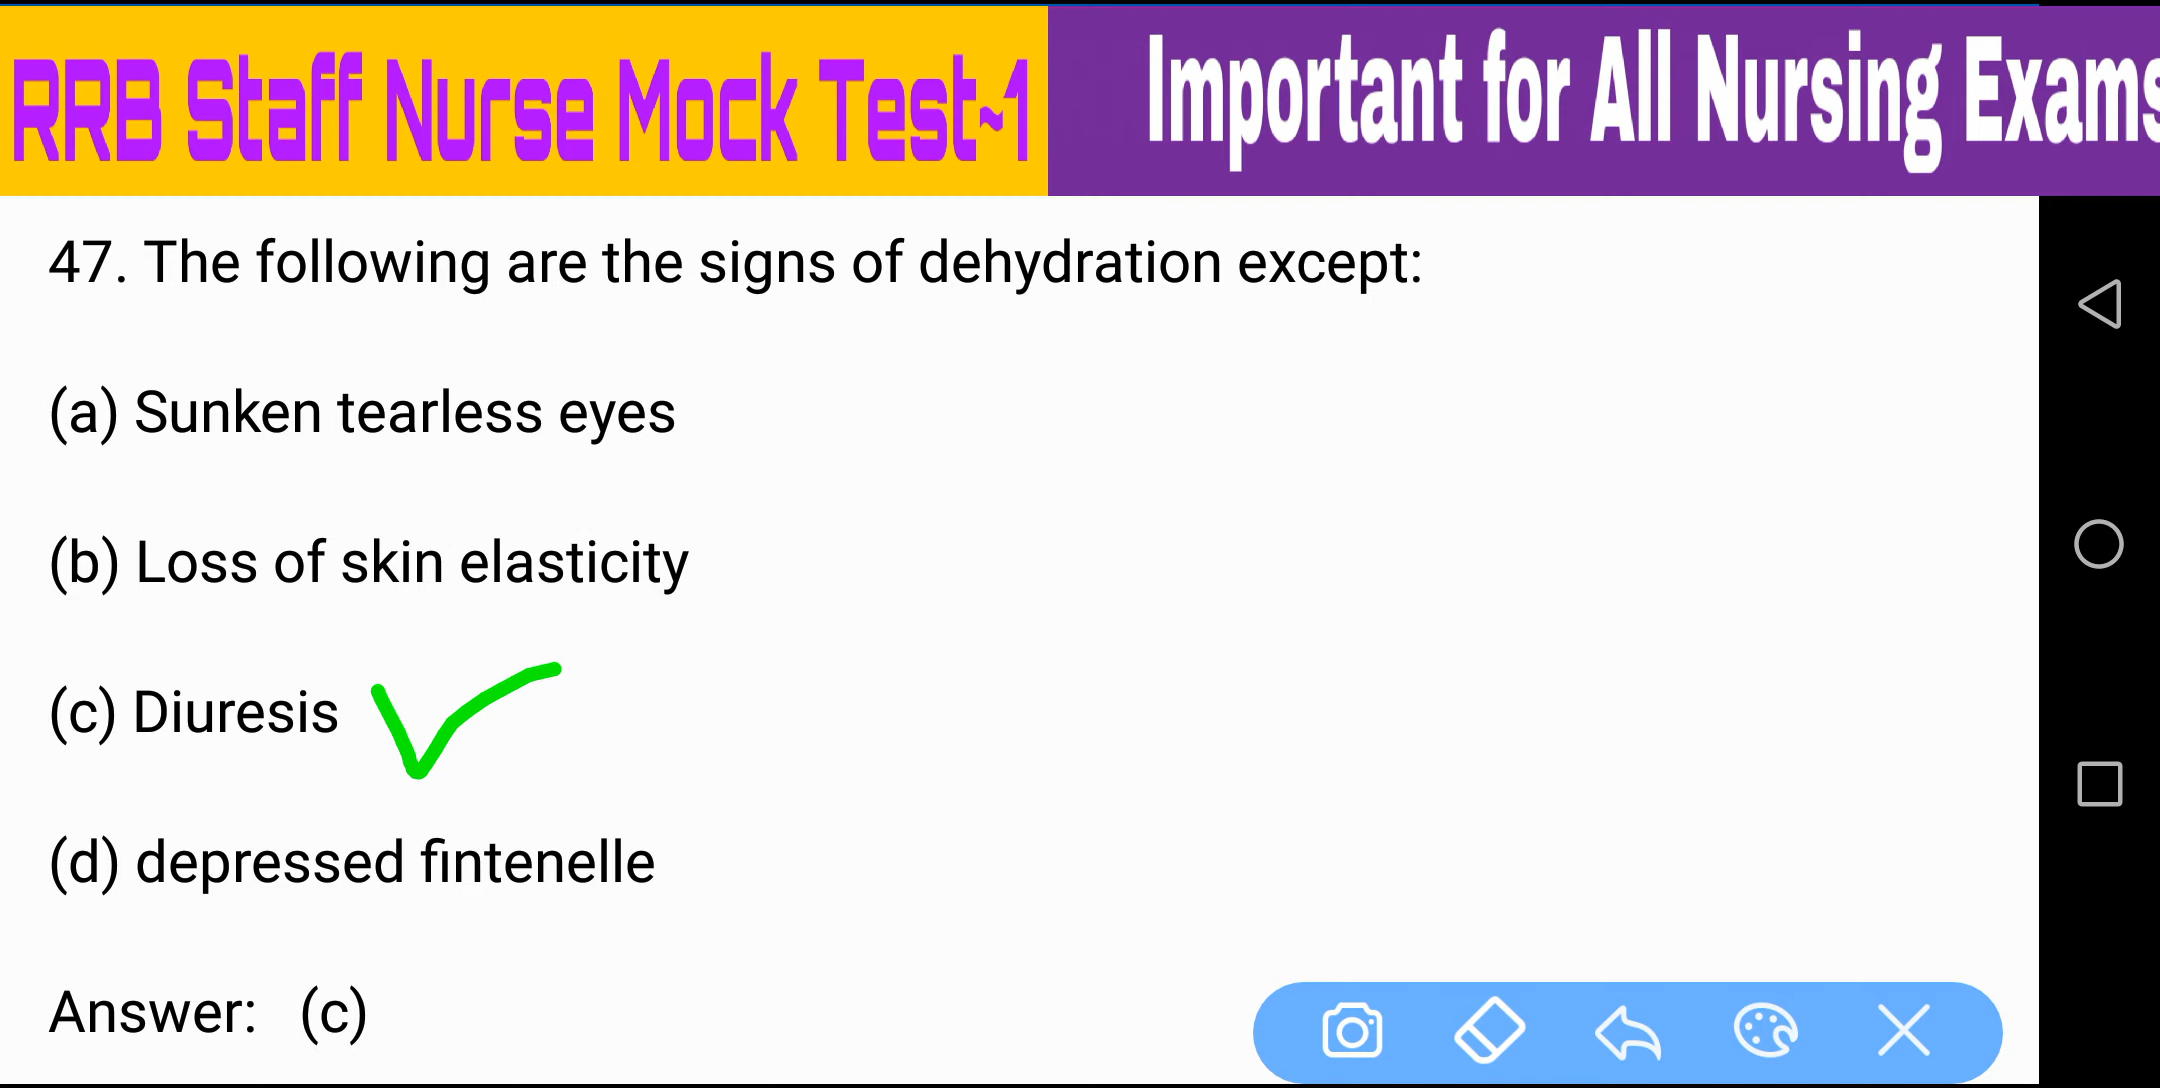 RRB Staff Nurse Mock Test~1
Important for All Nursing Exams
47. The following are the signs of dehydration except:
(a) Sunken tearless eyes
(b) Loss of skin elasticity
(c) Diuresis
(d) depressed fintenelle
Answer: (c)